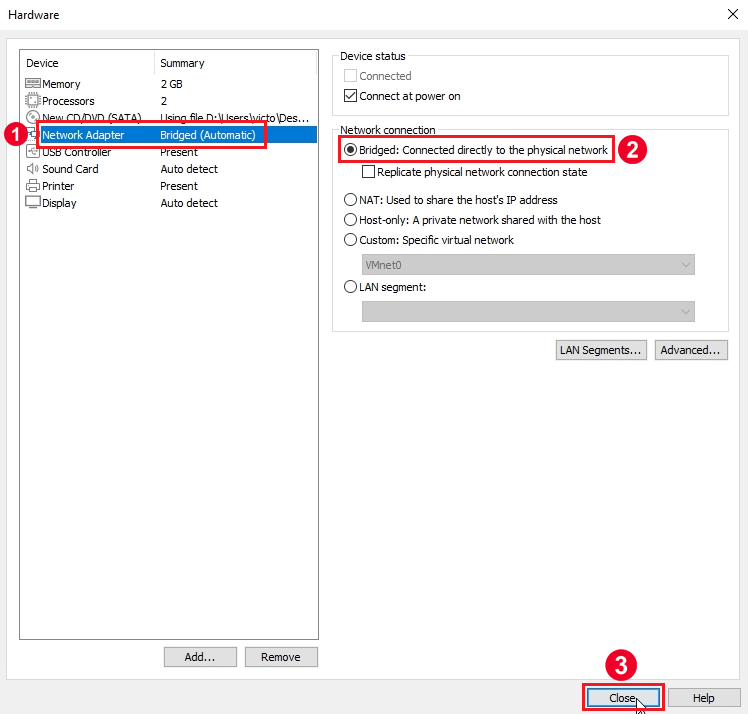 Hardware
Device Summary
Memory 2 GB
Processors 2
New CD/DVD (SATA) Using file D:\Users\victo\Des...
1 Network Adapter Bridged (Automatic)
USB Controller Present
Sound Card Auto detect
Printer Present
Display Auto detect
Add... Remove
Device status
Connected
Connect at power on
Network connection
Bridged: Connected directly to the physical network 2
Replicate physical network connection state
NAT: Used to share the host's IP address
Host-only: A private network shared with the host
Custom: Specific virtual network
VMnet0
LAN segment:
LAN Segments... Advanced...
3
Close Help